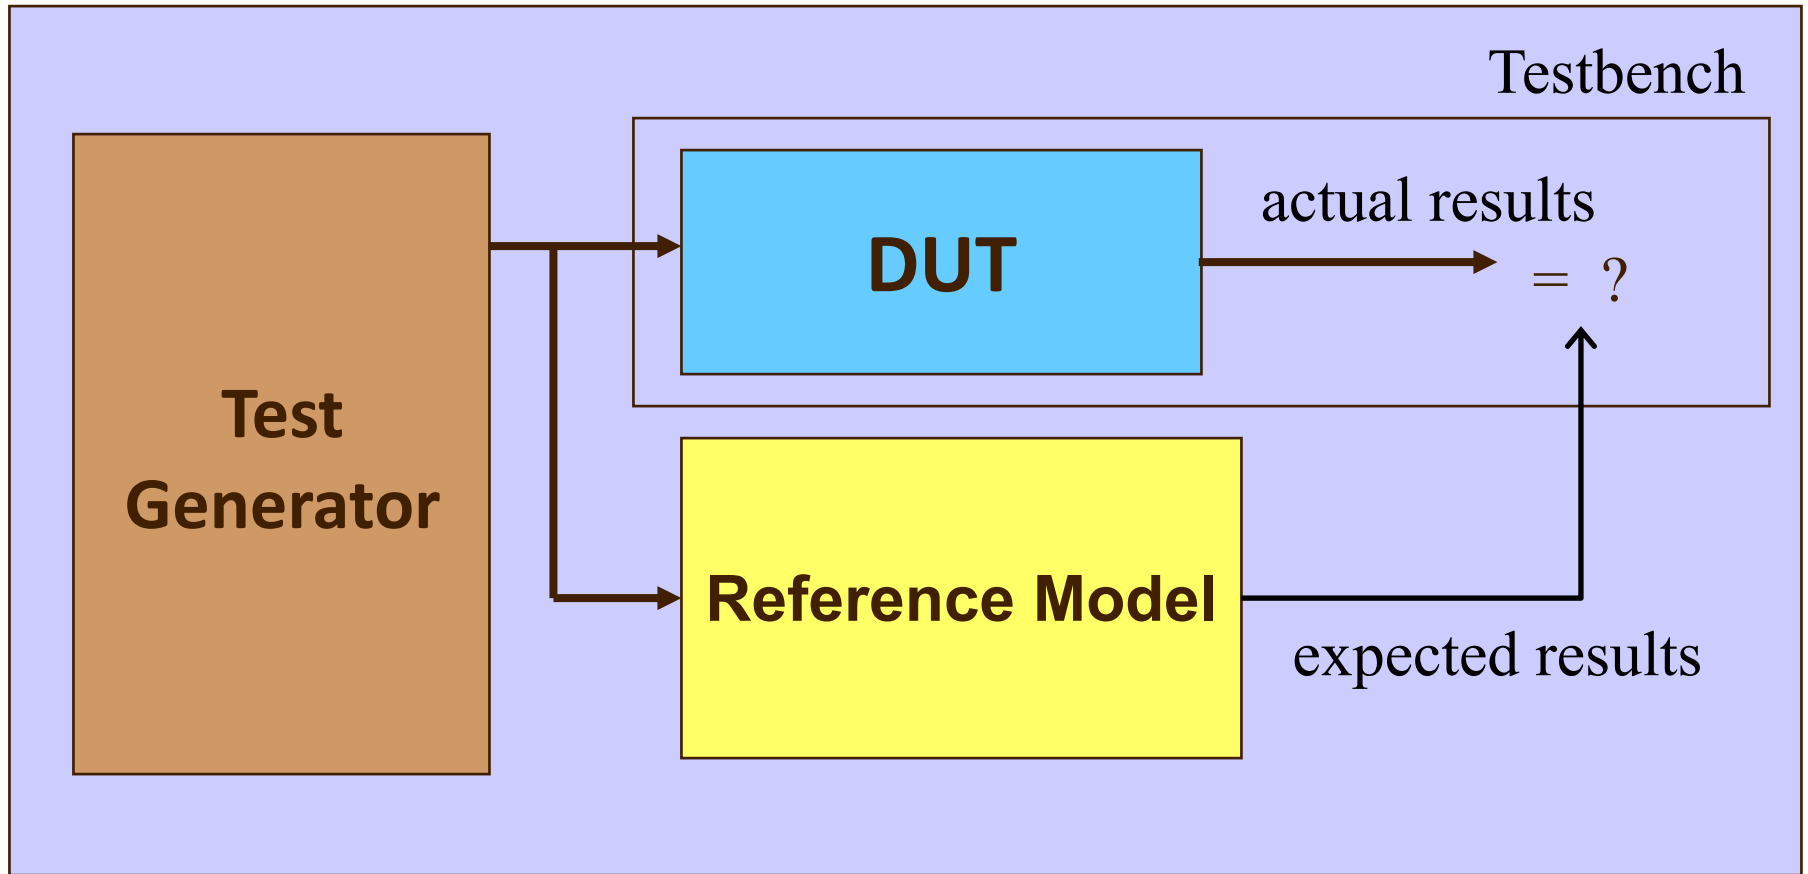 Testbench
actual results
DUT
= ?
Test
Generator
Reference Model
expected results